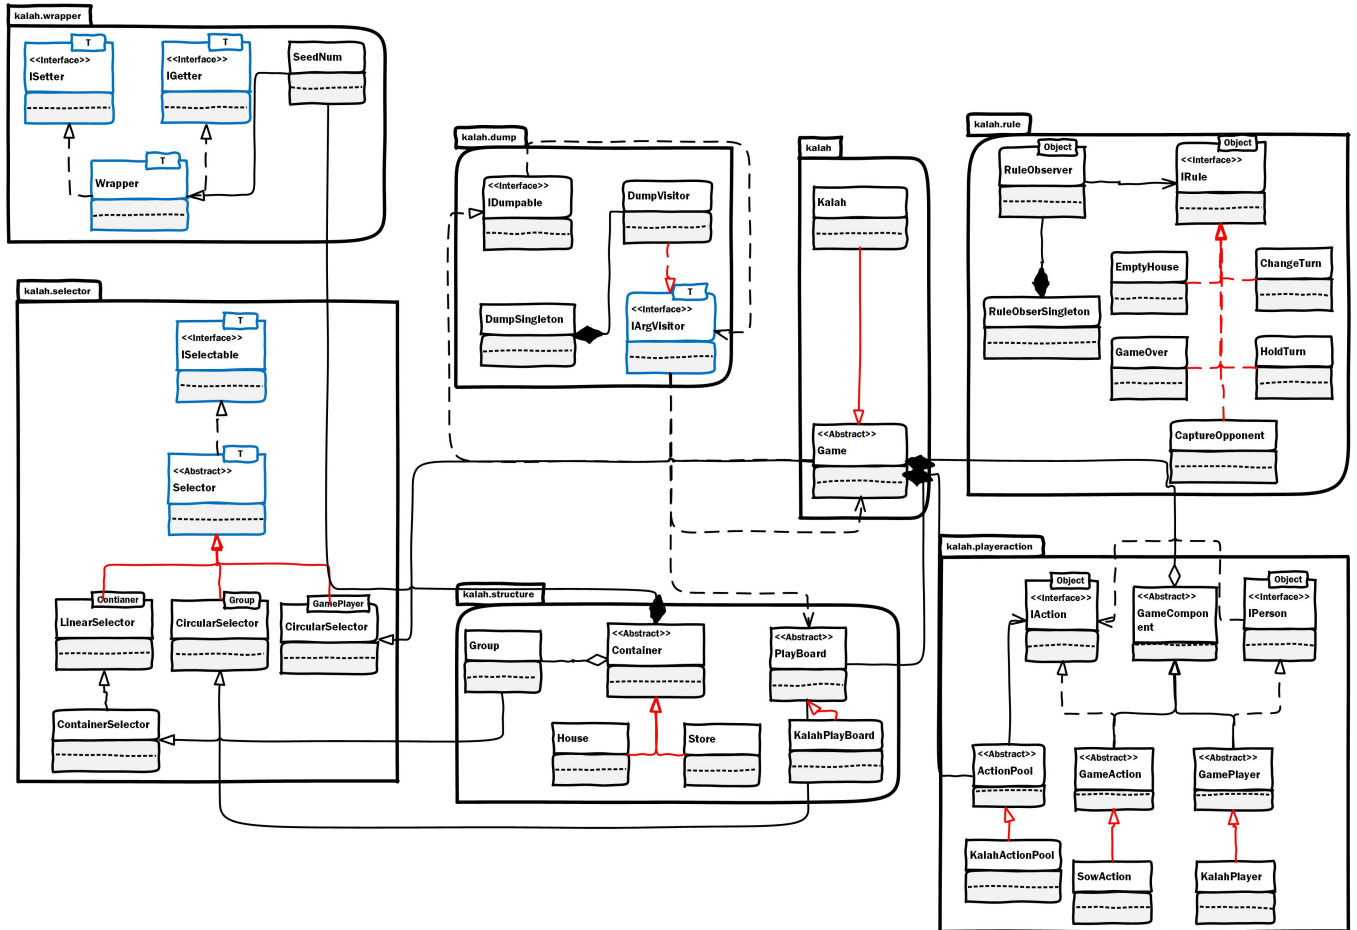 kalah.wrapper
T
<<Interface>>
ISetter
T
<<Interface>>
IGetter
SeedNum
T
Wrapper
kalah.selector
T
<<Interface>>
ISelectable
T
<<Abstract>>
Selector
Contianer
LinearSelector
Group
CircularSelector
GamePlayer
CircularSelector
ContainerSelector
kalah.dump
<<Interface>>
IDumpable
DumpVisitor
DumpSingleton
T
<<Interface>>
IArgVisitor
kalah
Kalah
<<Abstract>>
Game
kalah.rule
Object
RuleObserver
Object
<<Interface>>
IRule
EmptyHouse
ChangeTurn
RuleObserSingleton
GameOver
HoldTurn
CaptureOpponent
kalah.structure
Group
<<Abstract>>
Container
<<Abstract>>
PlayBoard
House
Store
KalahPlayBoard
kalah.playeraction
Object
<<Interface>>
IAction
<<Abstract>>
GameCompon
ent
Object
<<Interface>>
IPerson
<<Abstract>>
ActionPool
<<Abstract>>
GameAction
<<Abstract>>
GamePlayer
KalahActionPool
SowAction
KalahPlayer